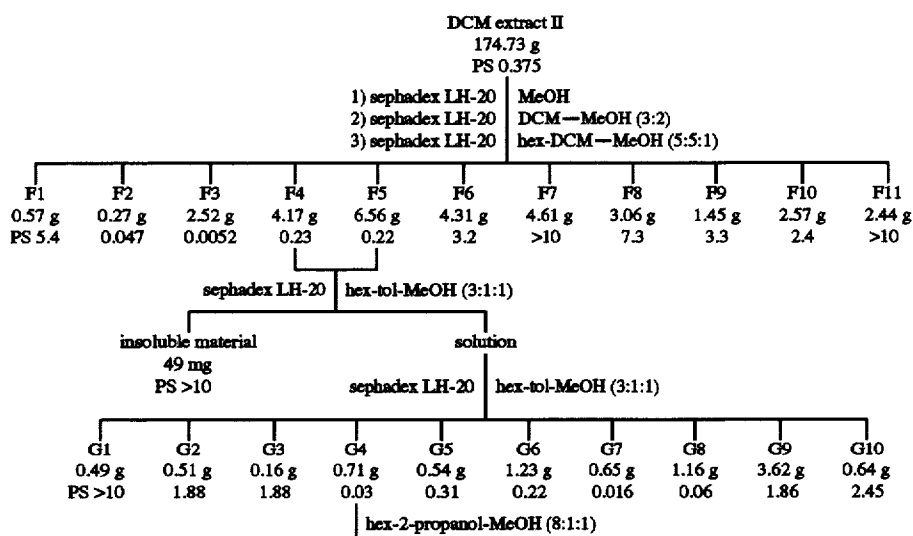 DCM extract II
174.73 g
PS 0.375
1) sephadex LH-20 MeOH
2) sephadex LH-20 DCM—MeOH (3:2)
3) sephadex LH-20 hex-DCM—MeOH (5:5:1)
F1 F2 F3 F4 F5 F6 F7 F8 F9 F10 F11
0.57 g 0.27 g 2.52 g 4.17 g 6.56 g 4.31 g 4.61 g 3.06 g 1.45 g 2.57 g 2.44 g
PS 5.4 0.047 0.0052 0.23 0.22 3.2 >10 7.3 3.3 2.4 >10
sephadex LH-20 hex-tol-MeOH (3:1:1)
insoluble material solution
49 mg
PS >10
sephadex LH-20 hex-tol-MeOH (3:1:1)
G1 G2 G3 G4 G5 G6 G7 G8 G9 G10
0.49 g 0.51 g 0.16 g 0.71 g 0.54 g 1.23 g 0.65 g 1.16 g 3.62 g 0.64 g
PS >10 1.88 1.88 0.03 0.31 0.22 0.016 0.06 1.86 2.45
hex-2-propanol-MeOH (8:1:1)